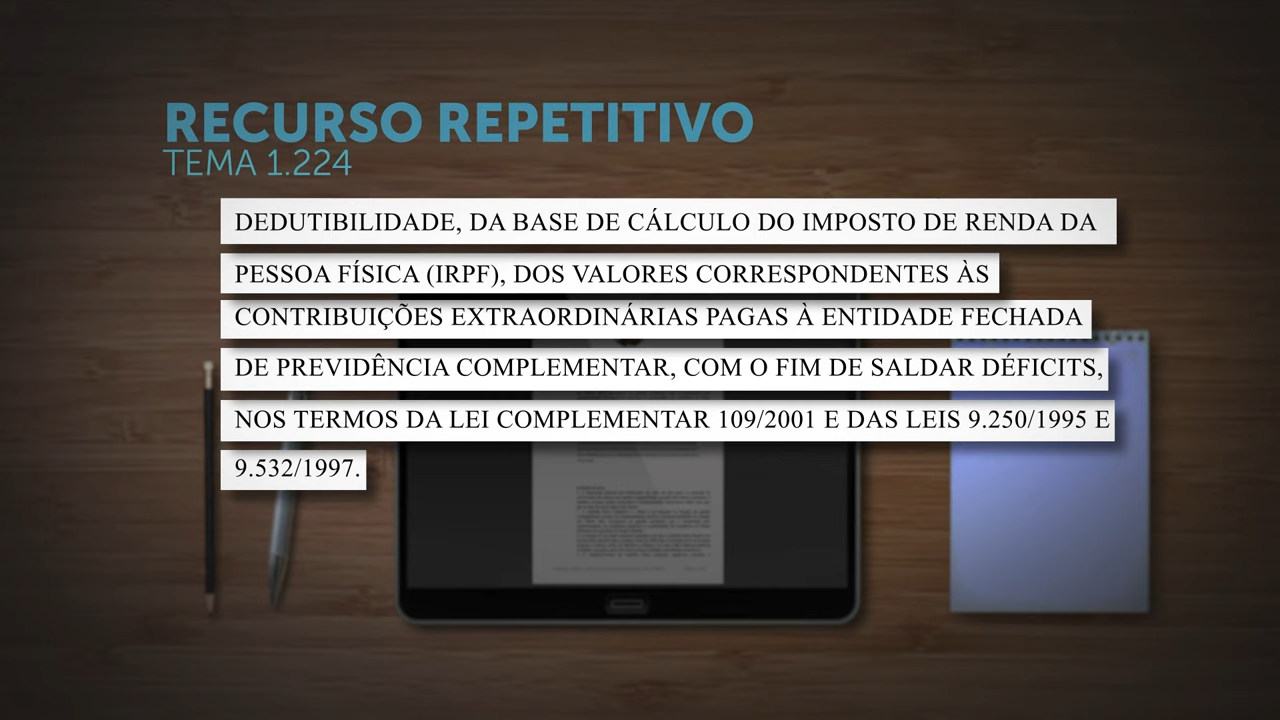 RECURSO REPETITIVO
TEMA 1.224
DEDUTIBILIDADE, DA BASE DE CÁLCULO DO IMPOSTO DE RENDA DA
PESSOA FÍSICA (IRPF), DOS VALORES CORRESPONDENTES ÀS
CONTRIBUIÇÕES EXTRAORDINÁRIAS PAGAS À ENTIDADE FECHADA
DE PREVIDÊNCIA COMPLEMENTAR, COM O FIM DE SALDAR DÉFICITS,
NOS TERMOS DA LEI COMPLEMENTAR 109/2001 E DAS LEIS 9.250/1995 E
9.532/1997.